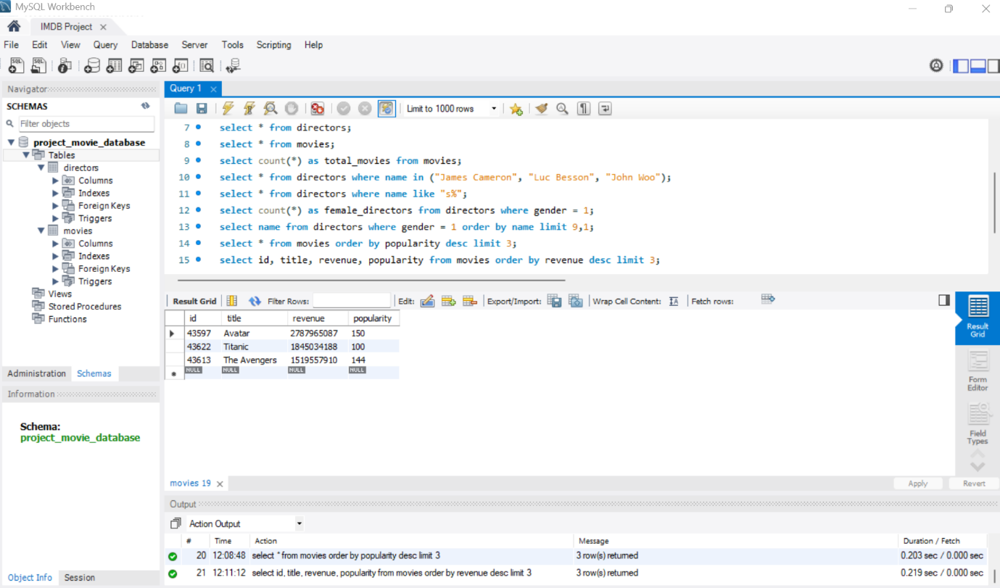 MySQL Workbench
IMDB Project
File Edit View Query Database Server Tools Scripting Help
Navigator
SCHEMAS
Filter objects
project_movie_database
Tables
directors
Columns
Indexes
Foreign Keys
Triggers
movies
Columns
Indexes
Foreign Keys
Triggers
Views
Stored Procedures
Functions
Administration Schemas
Information
Schema:
project_movie_database
Object Info Session
Query 1
Limit to 1000 rows
7 select * from directors;
8 select * from movies;
9 select count(*) as total_movies from movies;
10 select * from directors where name in ("James Cameron", "Luc Besson", "John Woo");
11 select * from directors where name like "s%";
12 select count(*) as female_directors from directors where gender = 1;
13 select name from directors where gender = 1 order by name limit 9,1;
14 select * from movies order by popularity desc limit 3;
15 select id, title, revenue, popularity from movies order by revenue desc limit 3;
Result Grid Filter Rows: Edit: Export/Import: Wrap Cell Content: Fetch rows:
id title revenue popularity
43597 Avatar 2787965087 150
43622 Titanic 1845034188 100
43613 The Avengers 1519557910 144
NULL NULL NULL NULL
Result
Grid
Form
Editor
Field
Types
movies 19
Apply Revert
Output
Action Output
# Time Action Message Duration / Fetch
20 12:08:48 select * from movies order by popularity desc limit 3 3 row(s) returned 0.203 sec / 0.000 sec
21 12:11:12 select id, title, revenue, popularity from movies order by revenue desc limit 3 3 row(s) returned 0.219 sec / 0.000 sec